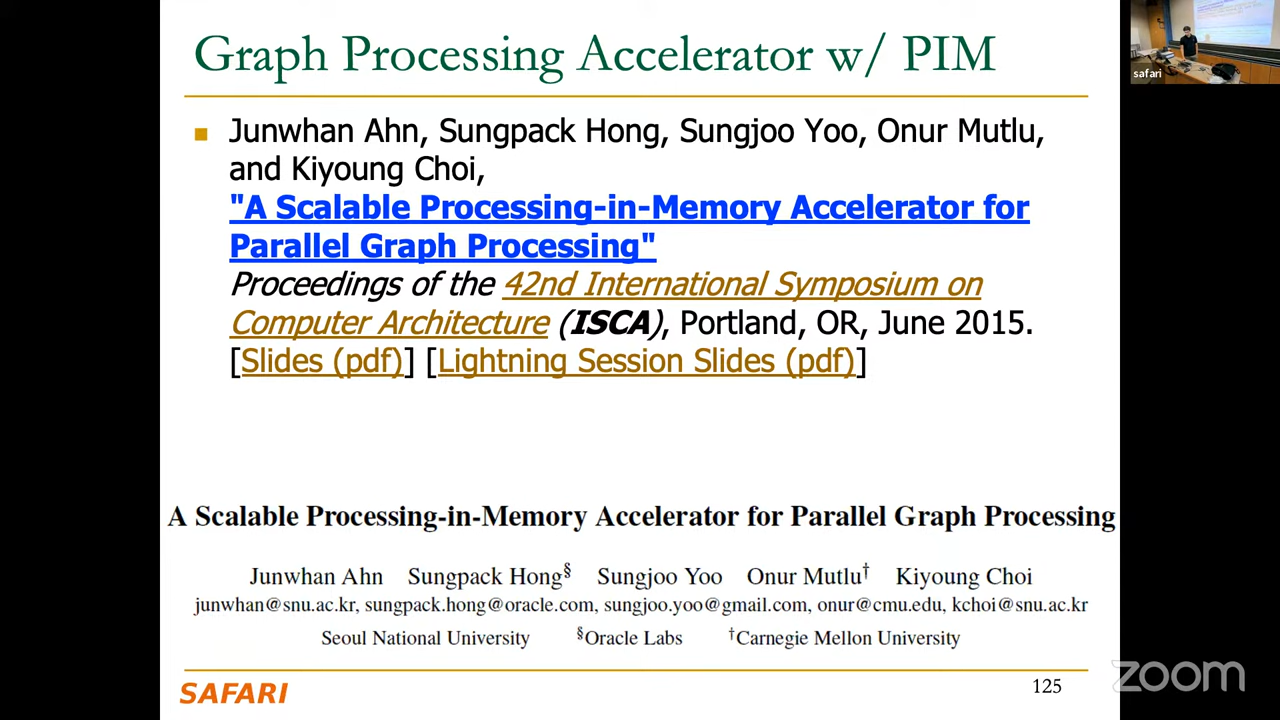 Graph Processing Accelerator w/ PIM
safari
Junwhan Ahn, Sungpack Hong, Sungjoo Yoo, Onur Mutlu,
and Kiyoung Choi,
"A Scalable Processing-in-Memory Accelerator for
Parallel Graph Processing"
Proceedings of the 42nd International Symposium on
Computer Architecture (ISCA), Portland, OR, June 2015.
[Slides (pdf)] [Lightning Session Slides (pdf)]
A Scalable Processing-in-Memory Accelerator for Parallel Graph Processing
Junwhan Ahn Sungpack Hong§ Sungjoo Yoo Onur Mutlu† Kiyoung Choi
junwhan@snu.ac.kr, sungpack.hong@oracle.com, sungjoo.yoo@gmail.com, onur@cmu.edu, kchoi@snu.ac.kr
Seoul National University §Oracle Labs †Carnegie Mellon University
SAFARI
125
zoom